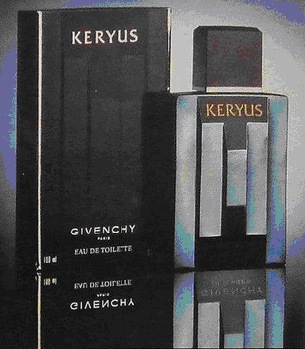 KERYUS
GIVENCHY
PARIS
EAU DE TOILETTE
100 ml
KERYUS